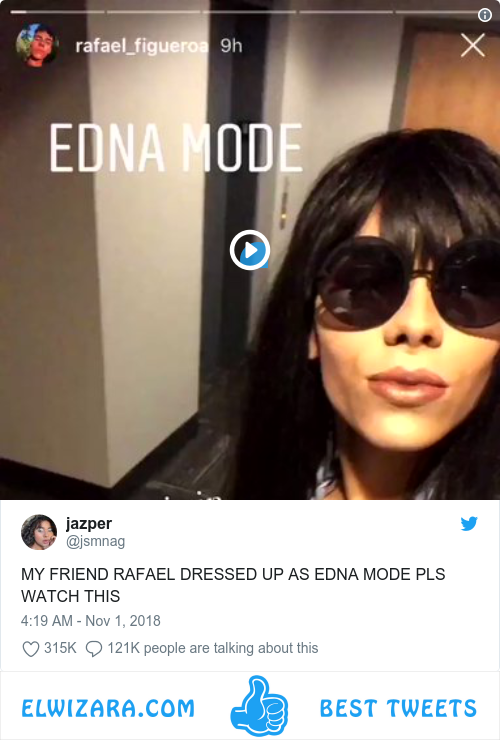 rafael_figueroa 9h
EDNA MODE
jazper
@jsmnag
MY FRIEND RAFAEL DRESSED UP AS EDNA MODE PLS
WATCH THIS
4:19 AM - Nov 1, 2018
315K 121K people are talking about this
ELWIZARA.COM BEST TWEETS